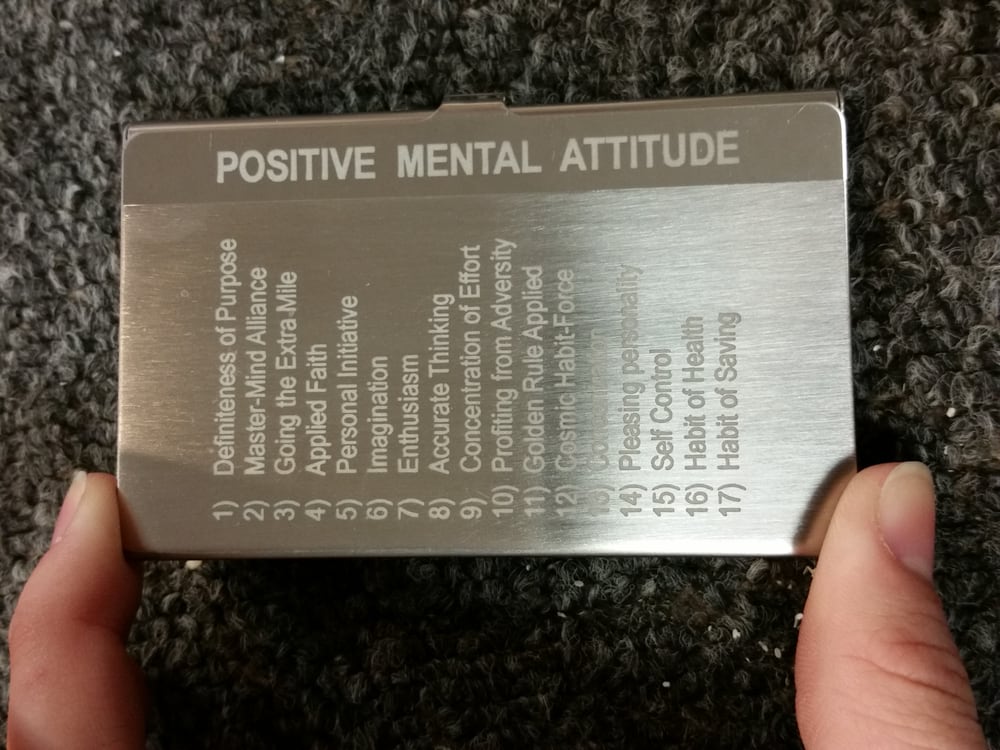 POSITIVE MENTAL ATTITUDE
1) Definiteness of Purpose
2) Master-Mind Alliance
3) Going the Extra-Mile
4) Applied Faith
5) Personal Initiative
6) Imagination
7) Enthusiasm
8) Accurate Thinking
9) Concentration of Effort
10) Profiting from Adversity
11) Golden Rule Applied
12) Cosmic Habit-Force
13)
14) Pleasing personality
15) Self Control
16) Habit of Health
17) Habit of Saving